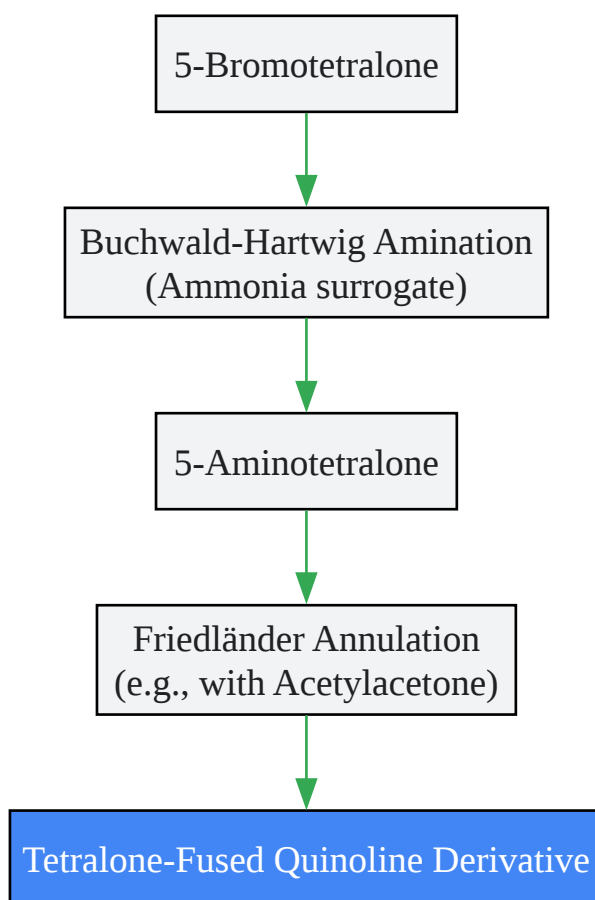 5-Bromotetralone
Buchwald-Hartwig Amination
(Ammonia surrogate)
5-Aminotetralone
Friedländer Annulation
(e.g., with Acetylacetone)
Tetralone-Fused Quinoline Derivative